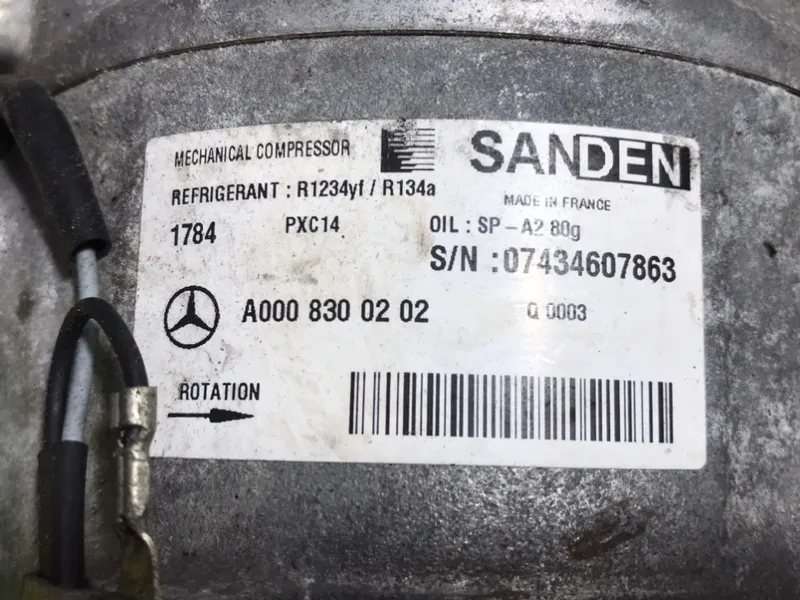 MECHANICAL COMPRESSOR SANDEN
REFRIGERANT : R1234yf / R134a MADE IN FRANCE
1784 PXC14 OIL : SP-A2 80g
S/N :07434607863
A000 830 02 02 Q 0003
ROTATION